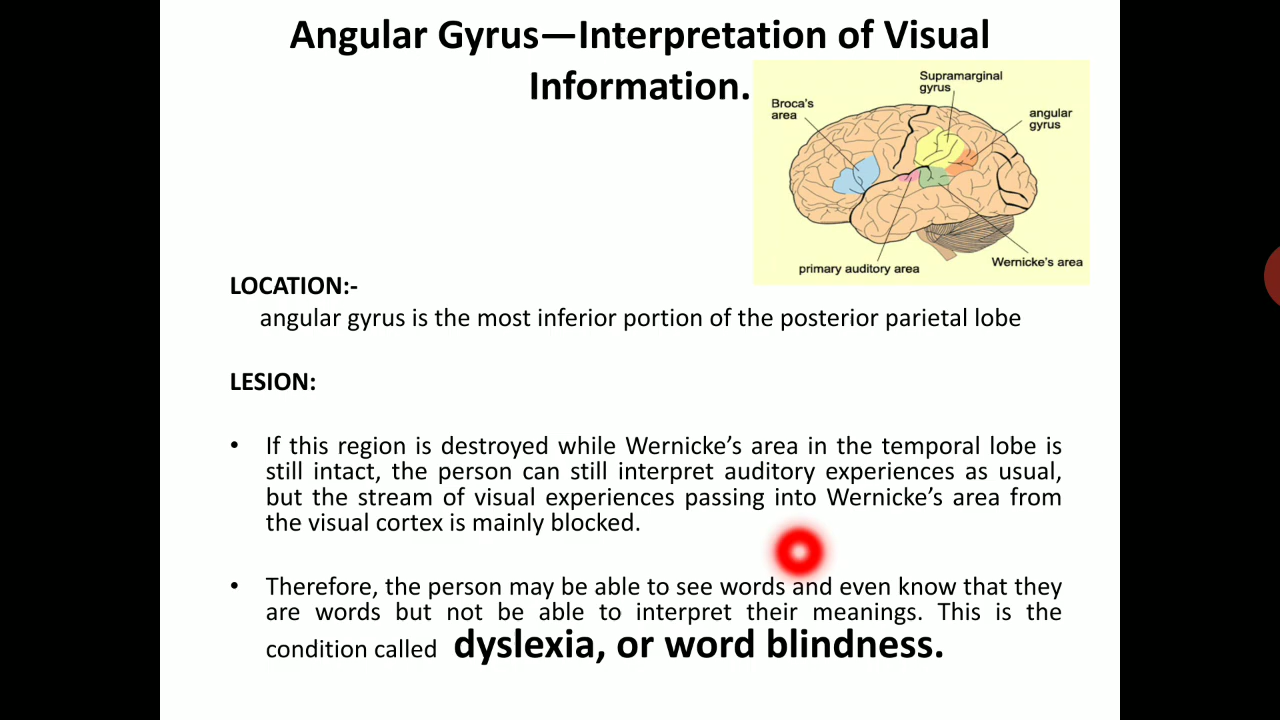 Angular Gyrus—Interpretation of Visual
Information.
Supramarginal
gyrus
Broca's
area
angular
gyrus
primary auditory area
Wernicke's area
LOCATION:-
angular gyrus is the most inferior portion of the posterior parietal lobe
LESION:
• If this region is destroyed while Wernicke’s area in the temporal lobe is
still intact, the person can still interpret auditory experiences as usual,
but the stream of visual experiences passing into Wernicke’s area from
the visual cortex is mainly blocked.
• Therefore, the person may be able to see words and even know that they
are words but not be able to interpret their meanings. This is the
condition called dyslexia, or word blindness.